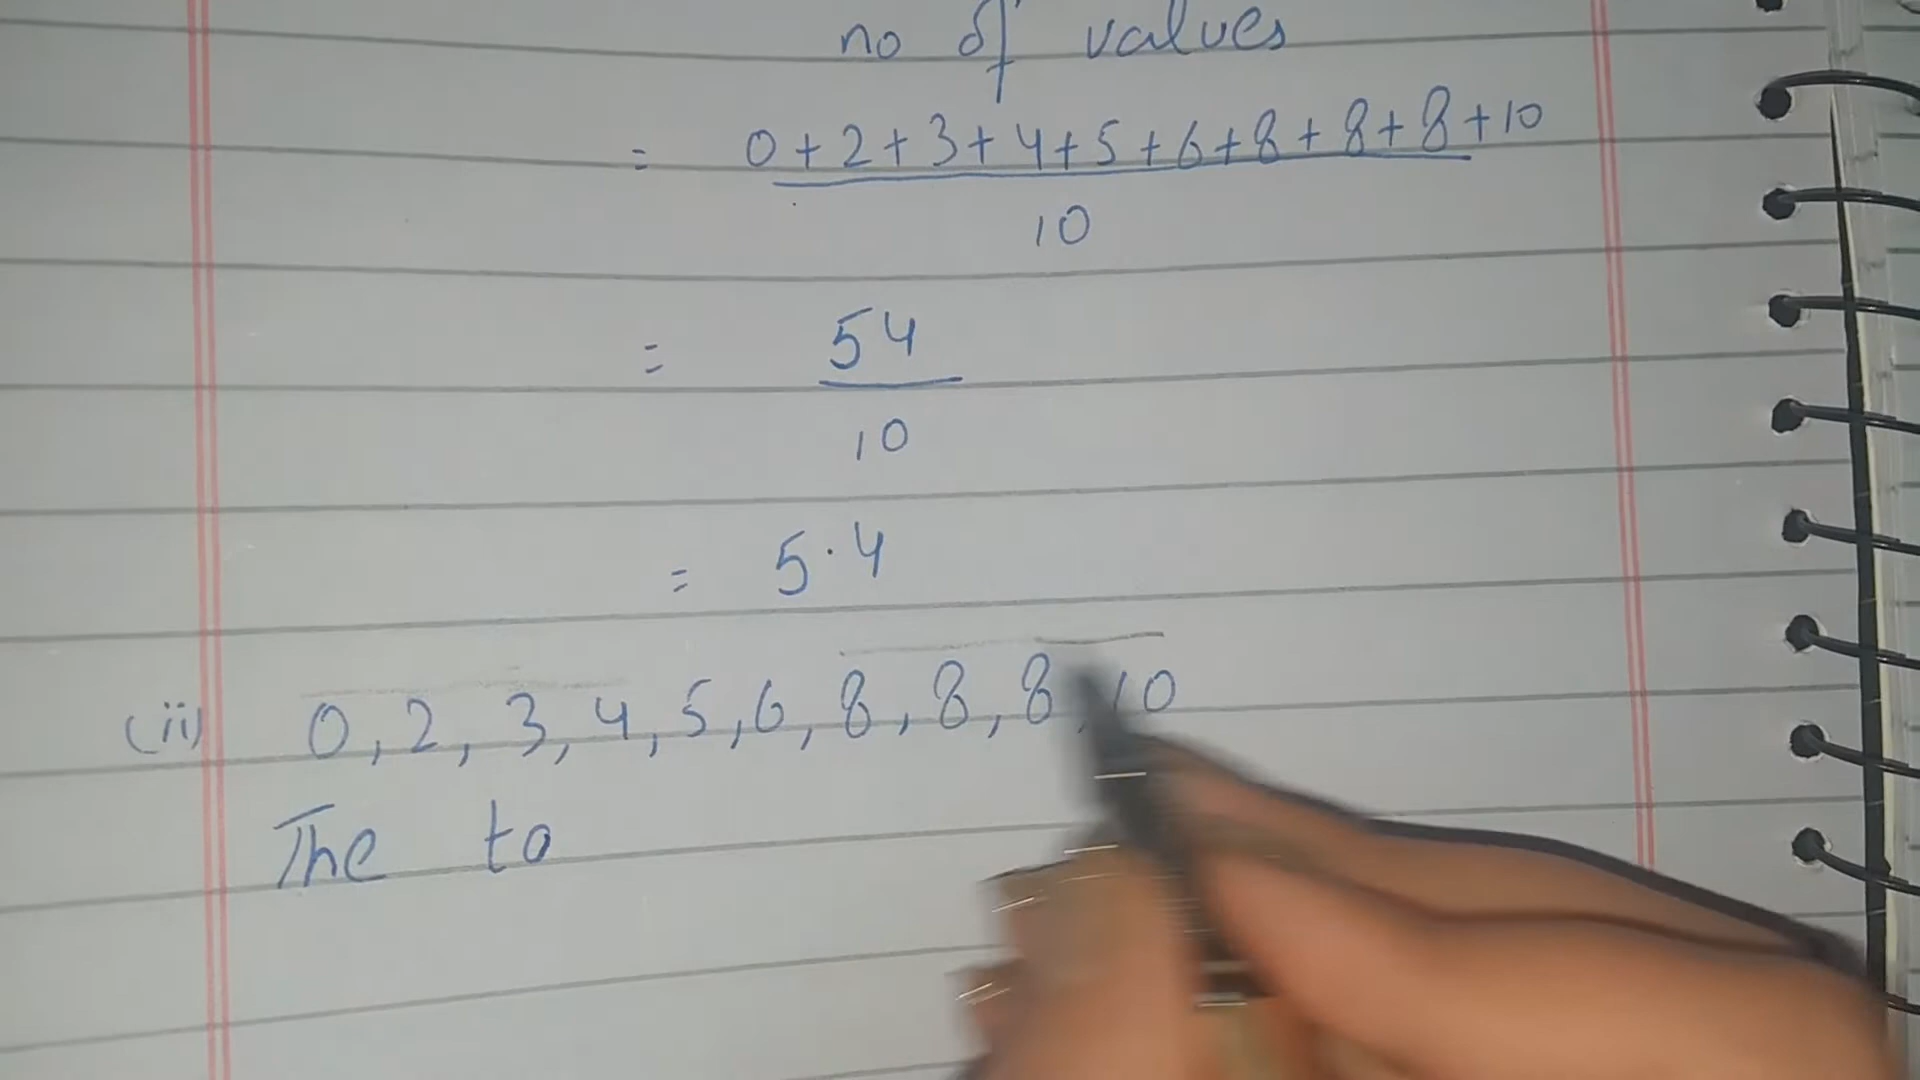 no of values
= 0 + 2 + 3 + 4 + 5 + 6 + 8 + 8 + 8 + 10
10
= 54
10
= 5.4
(ii) 0, 2, 3, 4, 5, 6, 8, 8, 8, 10
The to